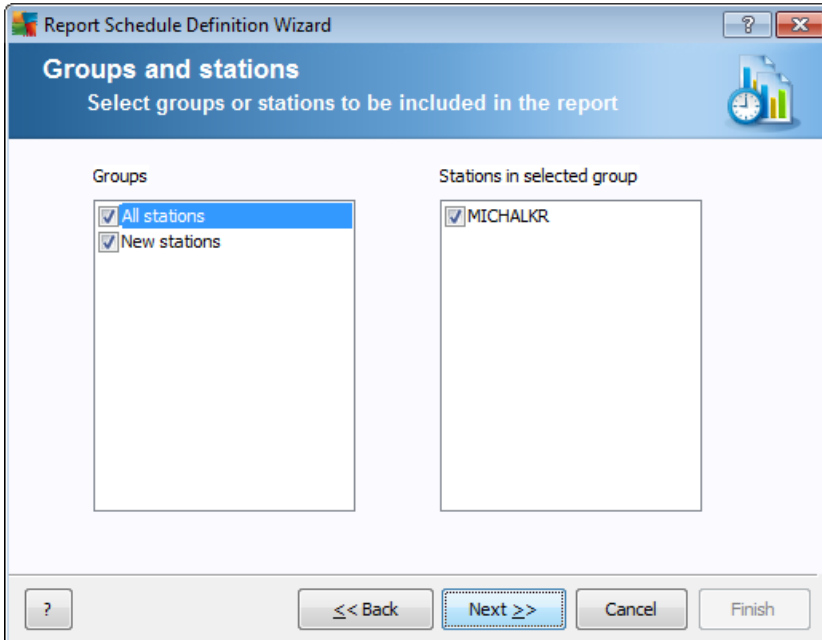 Report Schedule Definition Wizard
?
Groups and stations
Select groups or stations to be included in the report
Groups
Stations in selected group
All stations
New stations
MICHALKR
?
<< Back
Next >>
Cancel
Finish